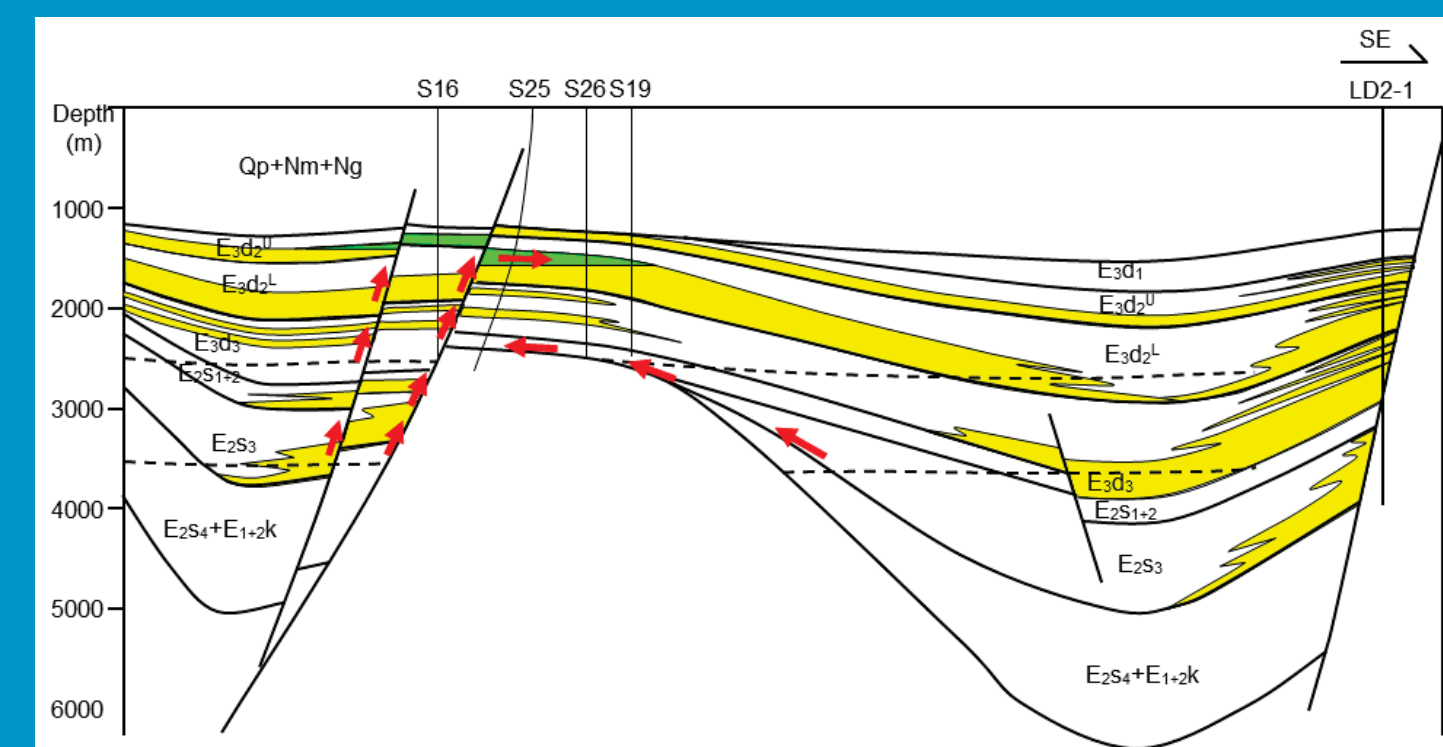 SE
S16 S25 S26 S19 LD2-1
Depth
(m)
Qp+Nm+Ng
1000
E₃d₂ᵁ
E₃d₁
E₃d₂ᴸ
2000
E₃d₂ᵁ
E₃d₃
E₃d₂ᴸ
E₂s₁₊₂
3000
E₂s₃
E₃d₃
4000
E₂s₁₊₂
E₂s₄+E₁₊₂k
E₂s₃
5000
E₂s₄+E₁₊₂k
6000